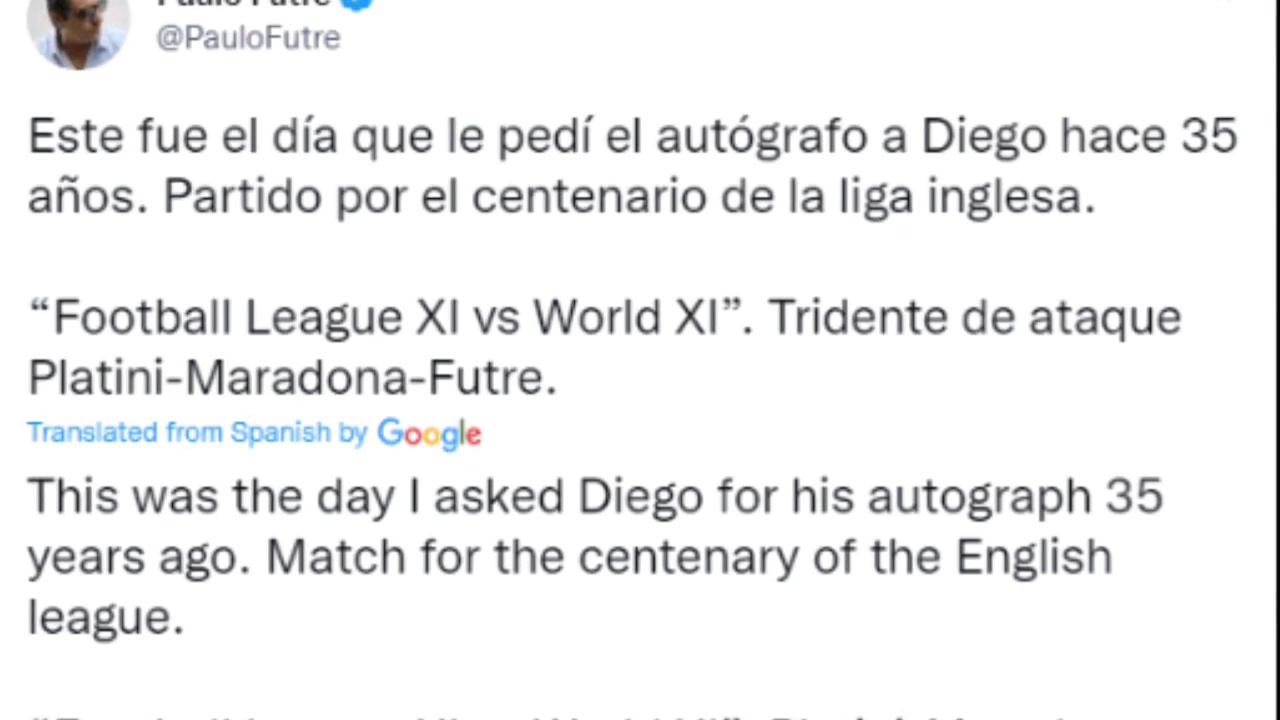 Paulo Futre
@PauloFutre
Este fue el día que le pedí el autógrafo a Diego hace 35
años. Partido por el centenario de la liga inglesa.
“Football League XI vs World XI”. Tridente de ataque
Platini-Maradona-Futre.
Translated from Spanish by Google
This was the day I asked Diego for his autograph 35
years ago. Match for the centenary of the English
league.